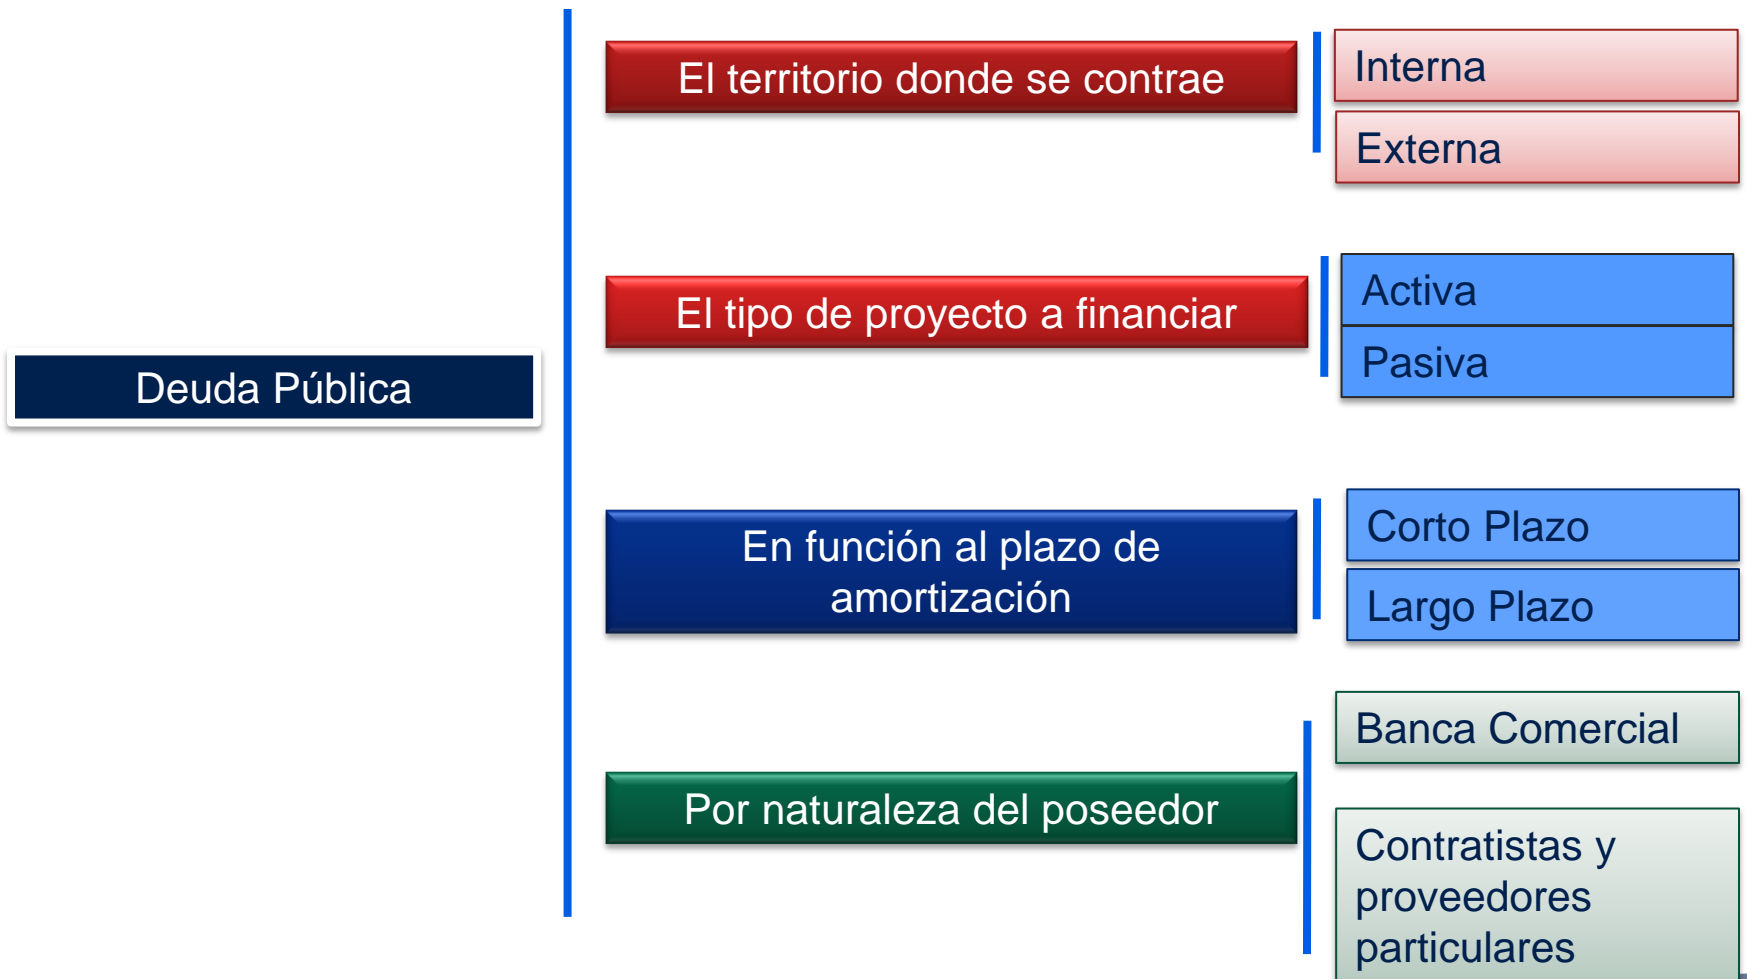 Deuda Pública
El territorio donde se contrae
Interna
Externa
El tipo de proyecto a financiar
Activa
Pasiva
En función al plazo de
amortización
Corto Plazo
Largo Plazo
Por naturaleza del poseedor
Banca Comercial
Contratistas y
proveedores
particulares